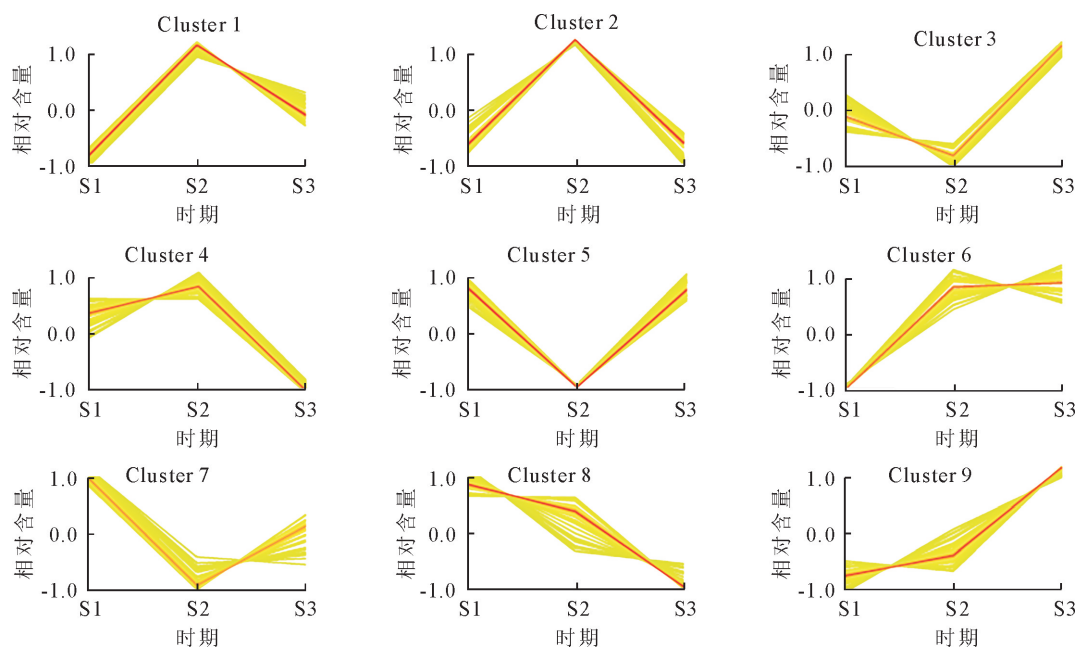 Cluster 1
相对含量
1.0
0.0
-1.0
S1 S2 S3
时期
Cluster 2
相对含量
1.0
0.0
-1.0
S1 S2 S3
时期
Cluster 3
相对含量
1.0
0.0
-1.0
S1 S2 S3
时期
Cluster 4
相对含量
1.0
0.0
-1.0
S1 S2 S3
时期
Cluster 5
相对含量
1.0
0.0
-1.0
S1 S2 S3
时期
Cluster 6
相对含量
1.0
0.0
-1.0
S1 S2 S3
时期
Cluster 7
相对含量
1.0
0.0
-1.0
S1 S2 S3
时期
Cluster 8
相对含量
1.0
0.0
-1.0
S1 S2 S3
时期
Cluster 9
相对含量
1.0
0.0
-1.0
S1 S2 S3
时期